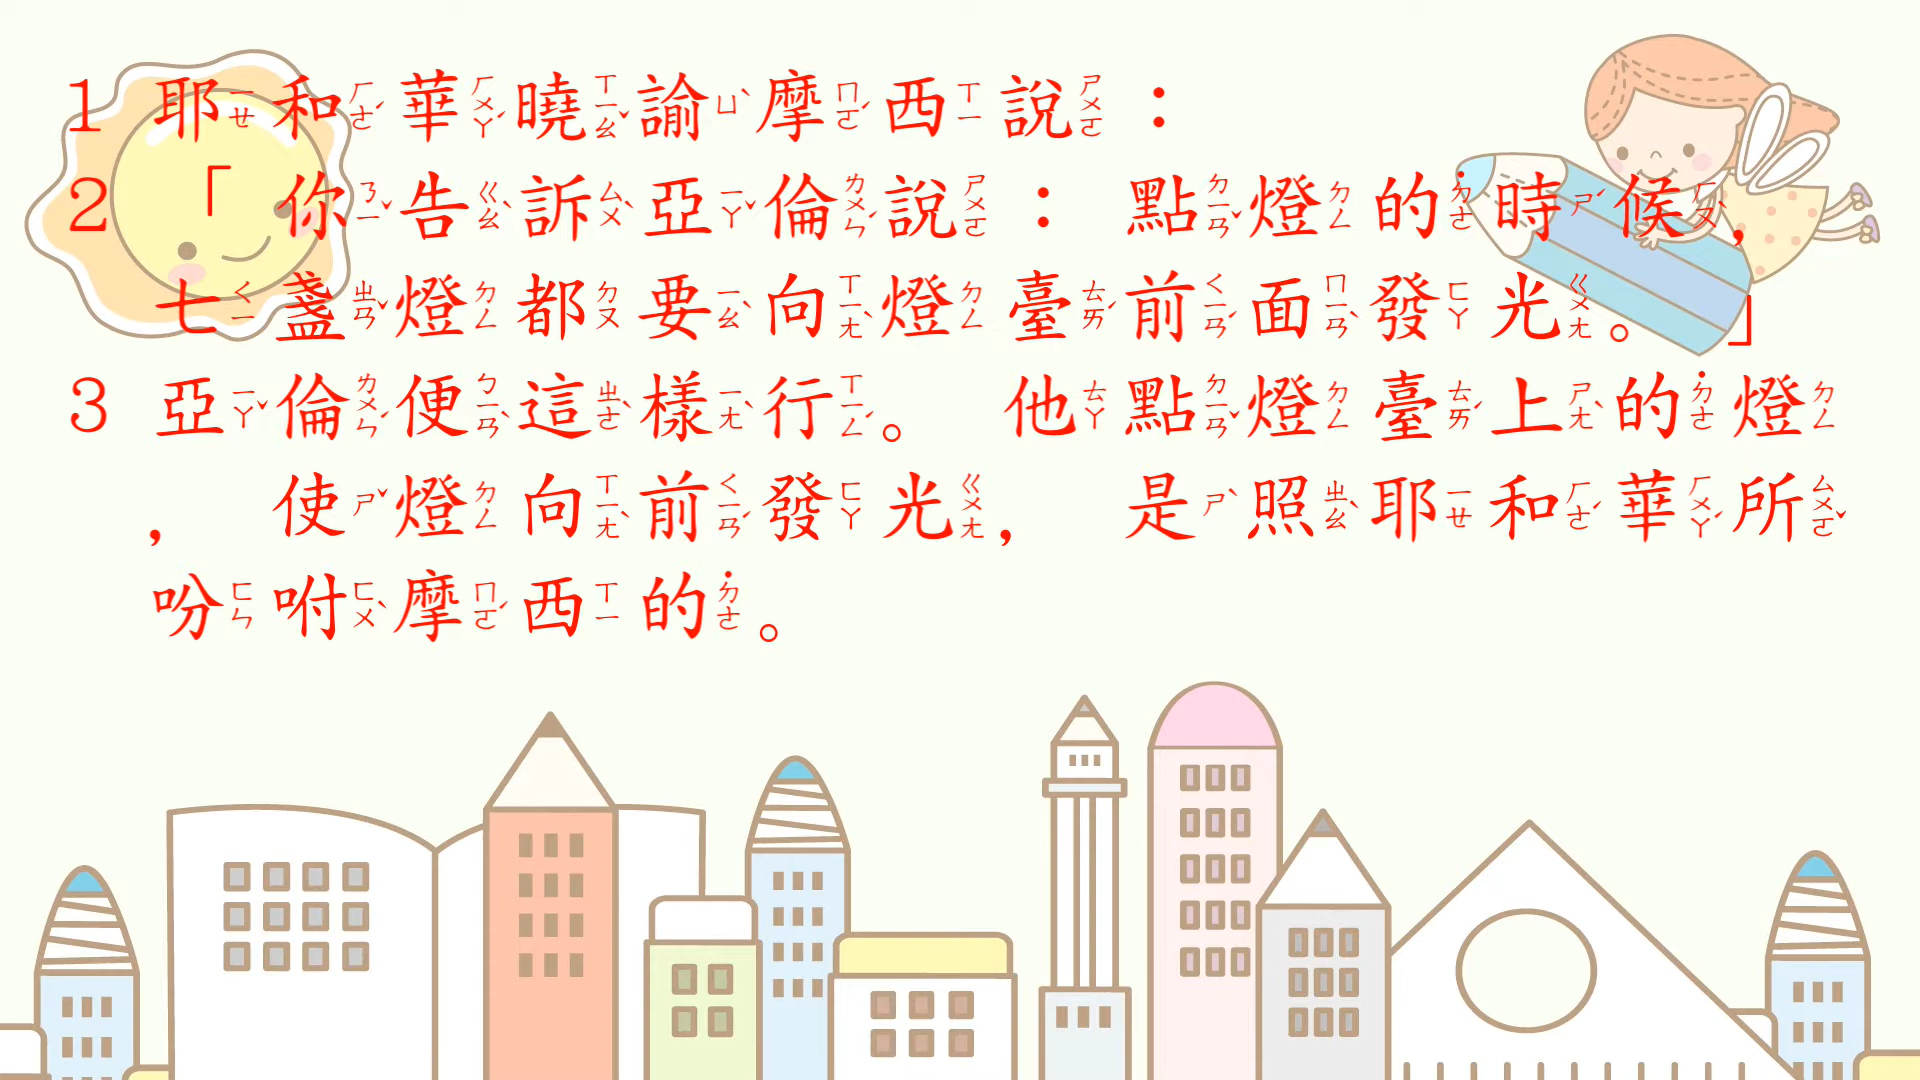 1 耶和華曉諭摩西說：
2 「你告訴亞倫說：點燈的時候，
七盞燈都要向燈臺前面發光。」
3 亞倫便這樣行。他點燈臺上的燈
，使燈向前發光，是照耶和華所
吩咐摩西的。